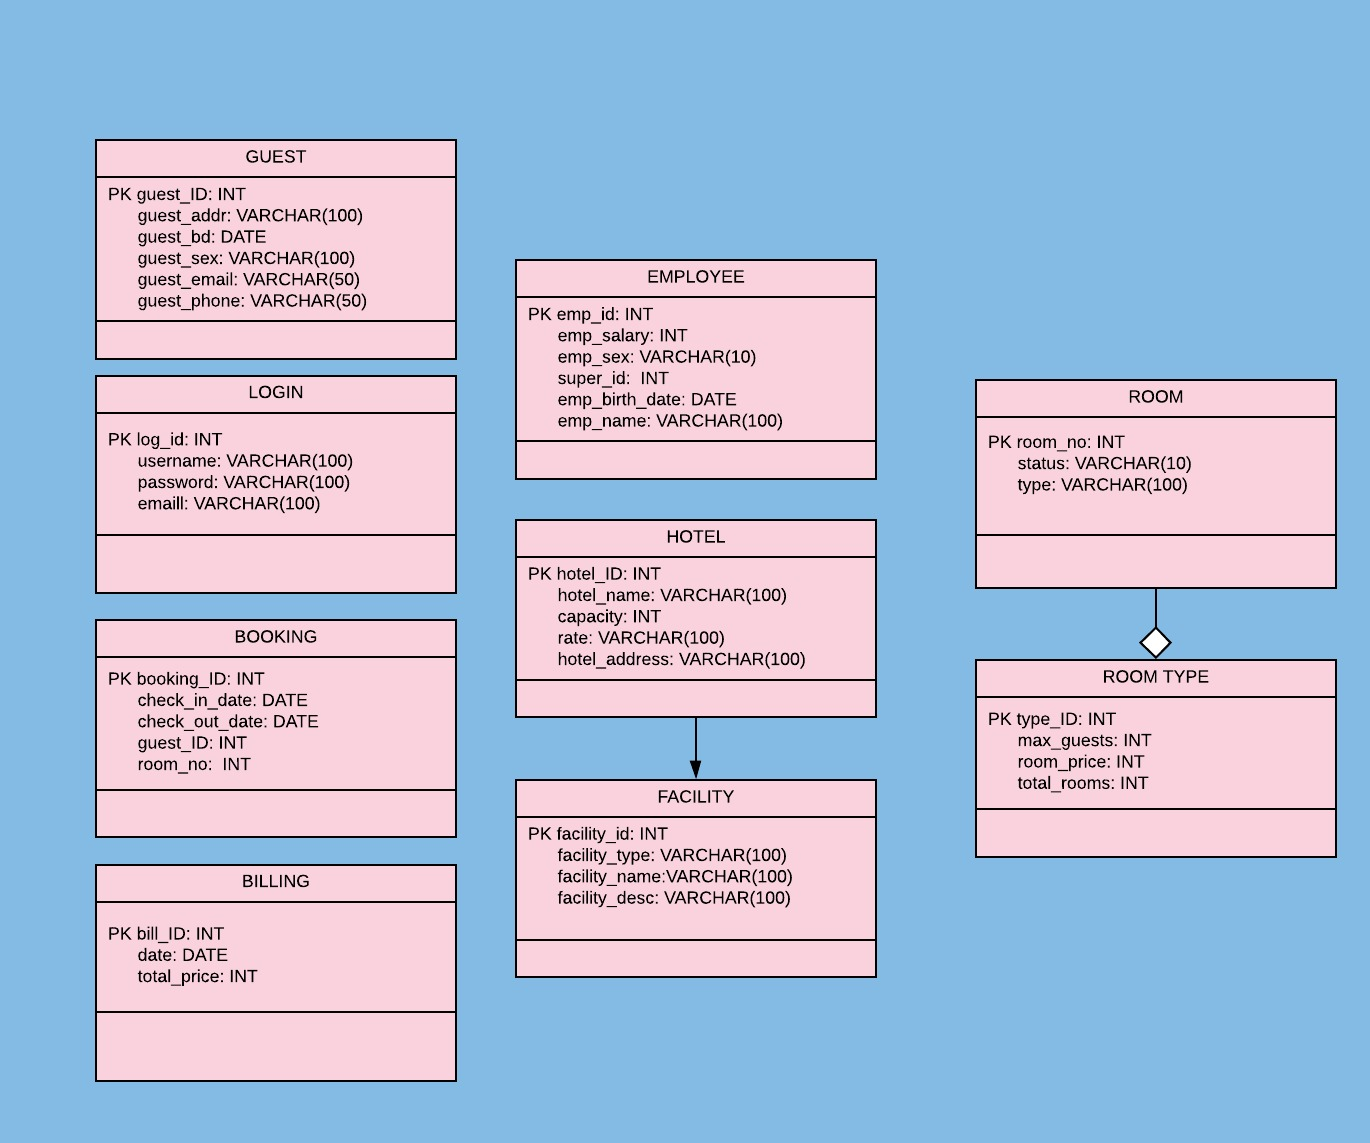 GUEST
PK guest_ID: INT
guest_addr: VARCHAR(100)
guest_bd: DATE
guest_sex: VARCHAR(100)
guest_email: VARCHAR(50)
guest_phone: VARCHAR(50)
LOGIN
PK log_id: INT
username: VARCHAR(100)
password: VARCHAR(100)
emaill: VARCHAR(100)
BOOKING
PK booking_ID: INT
check_in_date: DATE
check_out_date: DATE
guest_ID: INT
room_no:  INT
BILLING
PK bill_ID: INT
date: DATE
total_price: INT
EMPLOYEE
PK emp_id: INT
emp_salary: INT
emp_sex: VARCHAR(10)
super_id:  INT
emp_birth_date: DATE
emp_name: VARCHAR(100)
HOTEL
PK hotel_ID: INT
hotel_name: VARCHAR(100)
capacity: INT
rate: VARCHAR(100)
hotel_address: VARCHAR(100)
FACILITY
PK facility_id: INT
facility_type: VARCHAR(100)
facility_name:VARCHAR(100)
facility_desc: VARCHAR(100)
ROOM
PK room_no: INT
status: VARCHAR(10)
type: VARCHAR(100)
ROOM TYPE
PK type_ID: INT
max_guests: INT
room_price: INT
total_rooms: INT